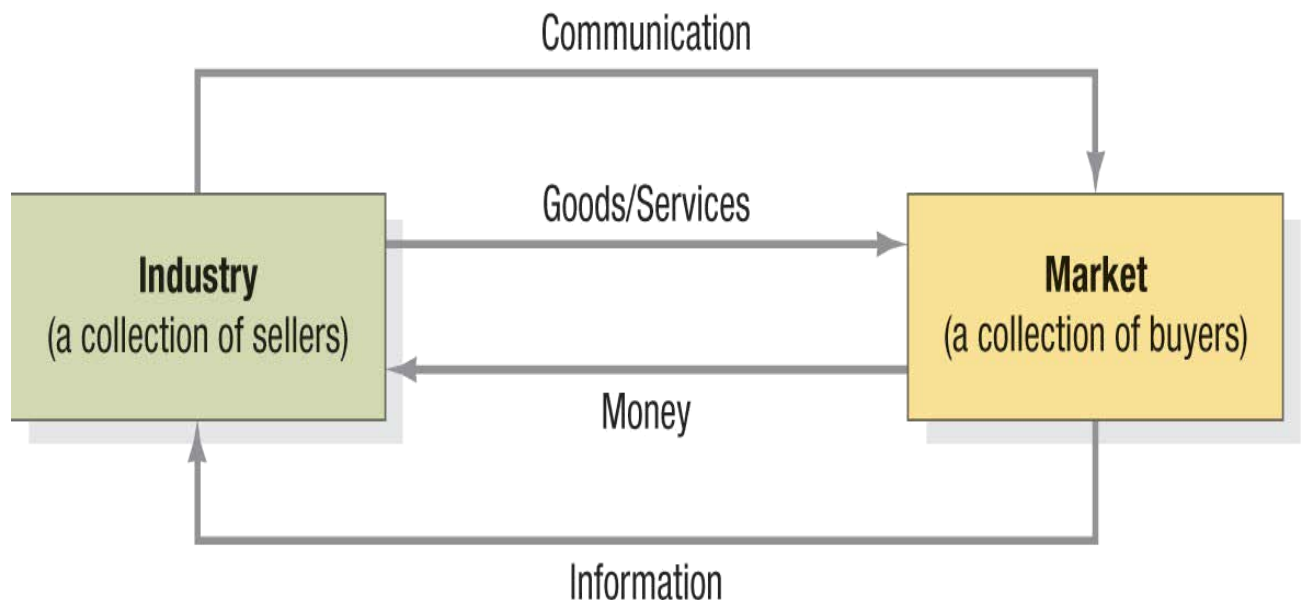 Communication
Goods/Services
Industry
(a collection of sellers)
Market
(a collection of buyers)
Money
Information